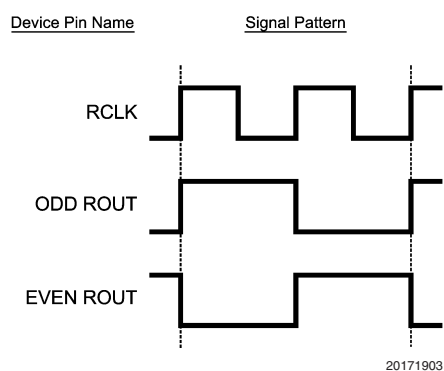 Device Pin Name
Signal Pattern
RCLK
ODD ROUT
EVEN ROUT
20171903